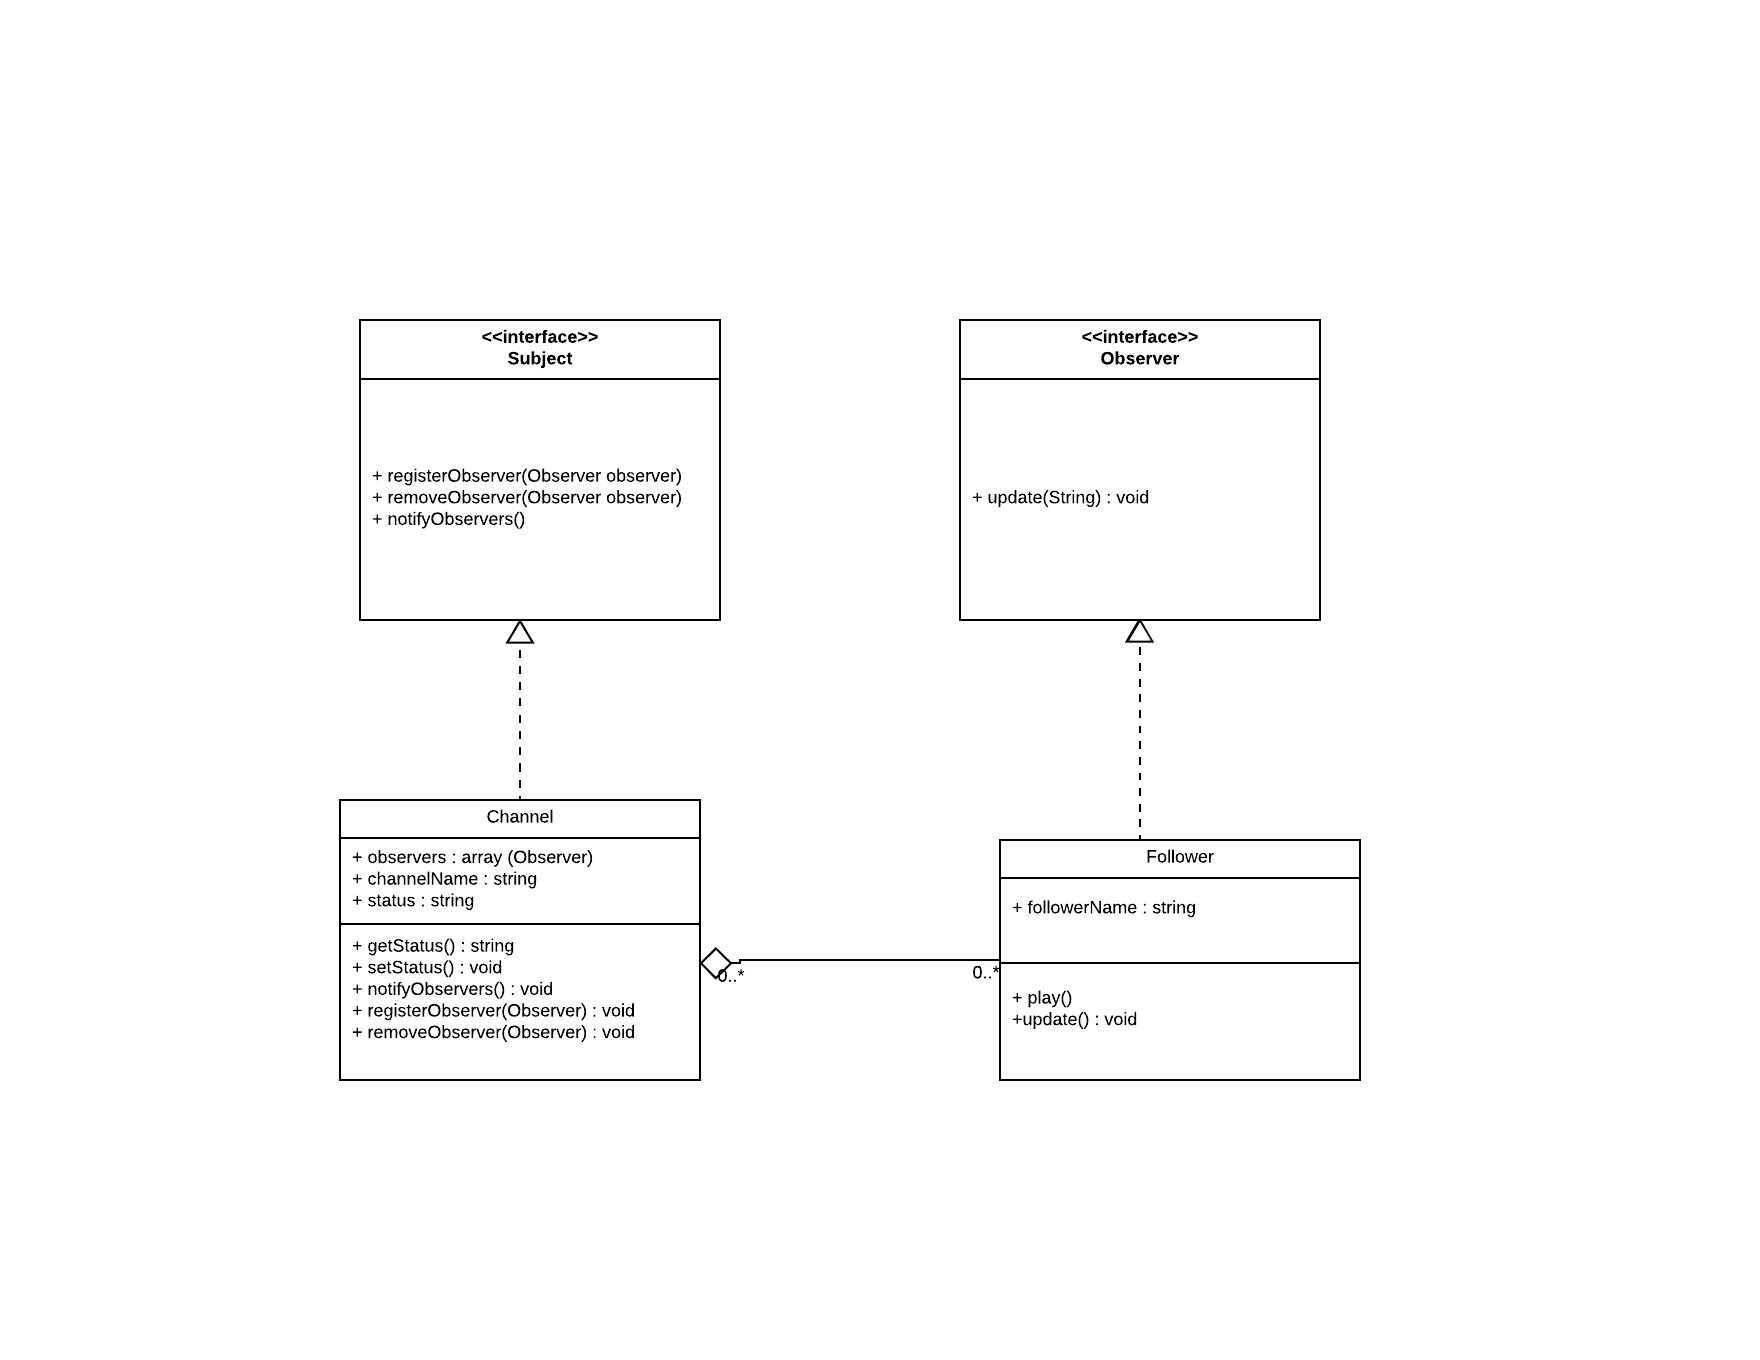 <<interface>>
Subject
+ registerObserver(Observer observer)
+ removeObserver(Observer observer)
+ notifyObservers()
<<interface>>
Observer
+ update(String) : void
Channel
+ observers : array (Observer)
+ channelName : string
+ status : string
+ getStatus() : string
+ setStatus() : void
+ notifyObservers() : void
+ registerObserver(Observer) : void
+ removeObserver(Observer) : void
0..*
0..*
Follower
+ followerName : string
+ play()
+update() : void